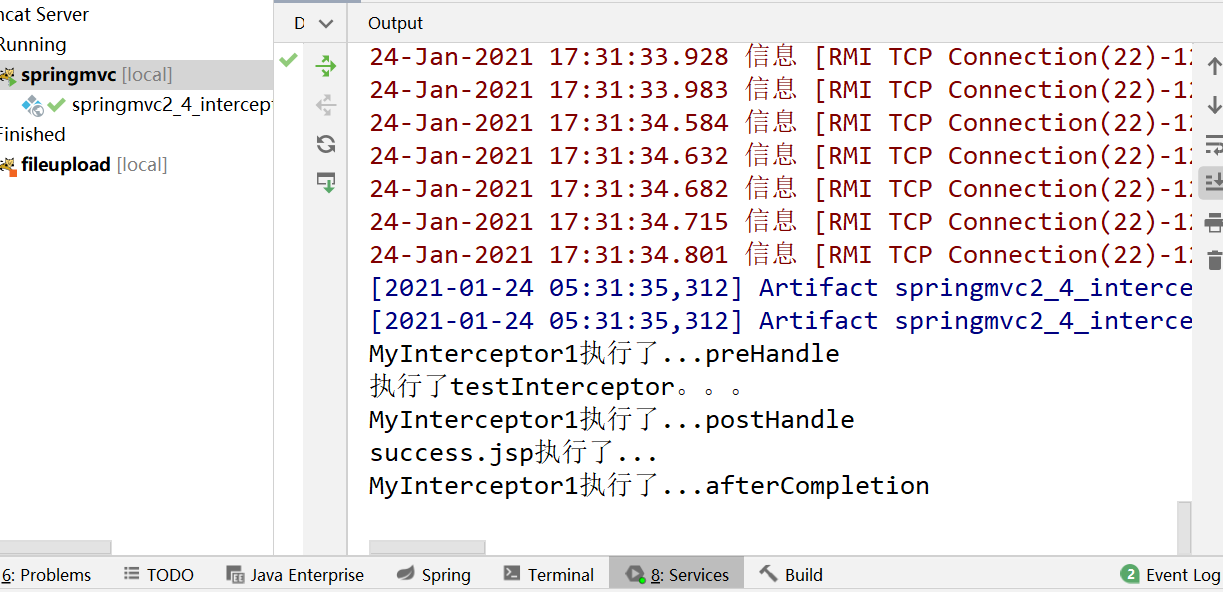 ncat Server
Running
springmvc [local]
springmvc2_4_intercept
Finished
fileupload [local]
D
Output
24-Jan-2021 17:31:33.928 信息 [RMI TCP Connection(22)-12
24-Jan-2021 17:31:33.983 信息 [RMI TCP Connection(22)-12
24-Jan-2021 17:31:34.584 信息 [RMI TCP Connection(22)-12
24-Jan-2021 17:31:34.632 信息 [RMI TCP Connection(22)-12
24-Jan-2021 17:31:34.682 信息 [RMI TCP Connection(22)-12
24-Jan-2021 17:31:34.715 信息 [RMI TCP Connection(22)-12
24-Jan-2021 17:31:34.801 信息 [RMI TCP Connection(22)-12
[2021-01-24 05:31:35,312] Artifact springmvc2_4_interce
[2021-01-24 05:31:35,312] Artifact springmvc2_4_interce
MyInterceptor1执行了...preHandle
执行了testInterceptor。。。
MyInterceptor1执行了...postHandle
success.jsp执行了...
MyInterceptor1执行了...afterCompletion
6: Problems TODO Java Enterprise Spring Terminal 8: Services Build 2 Event Log